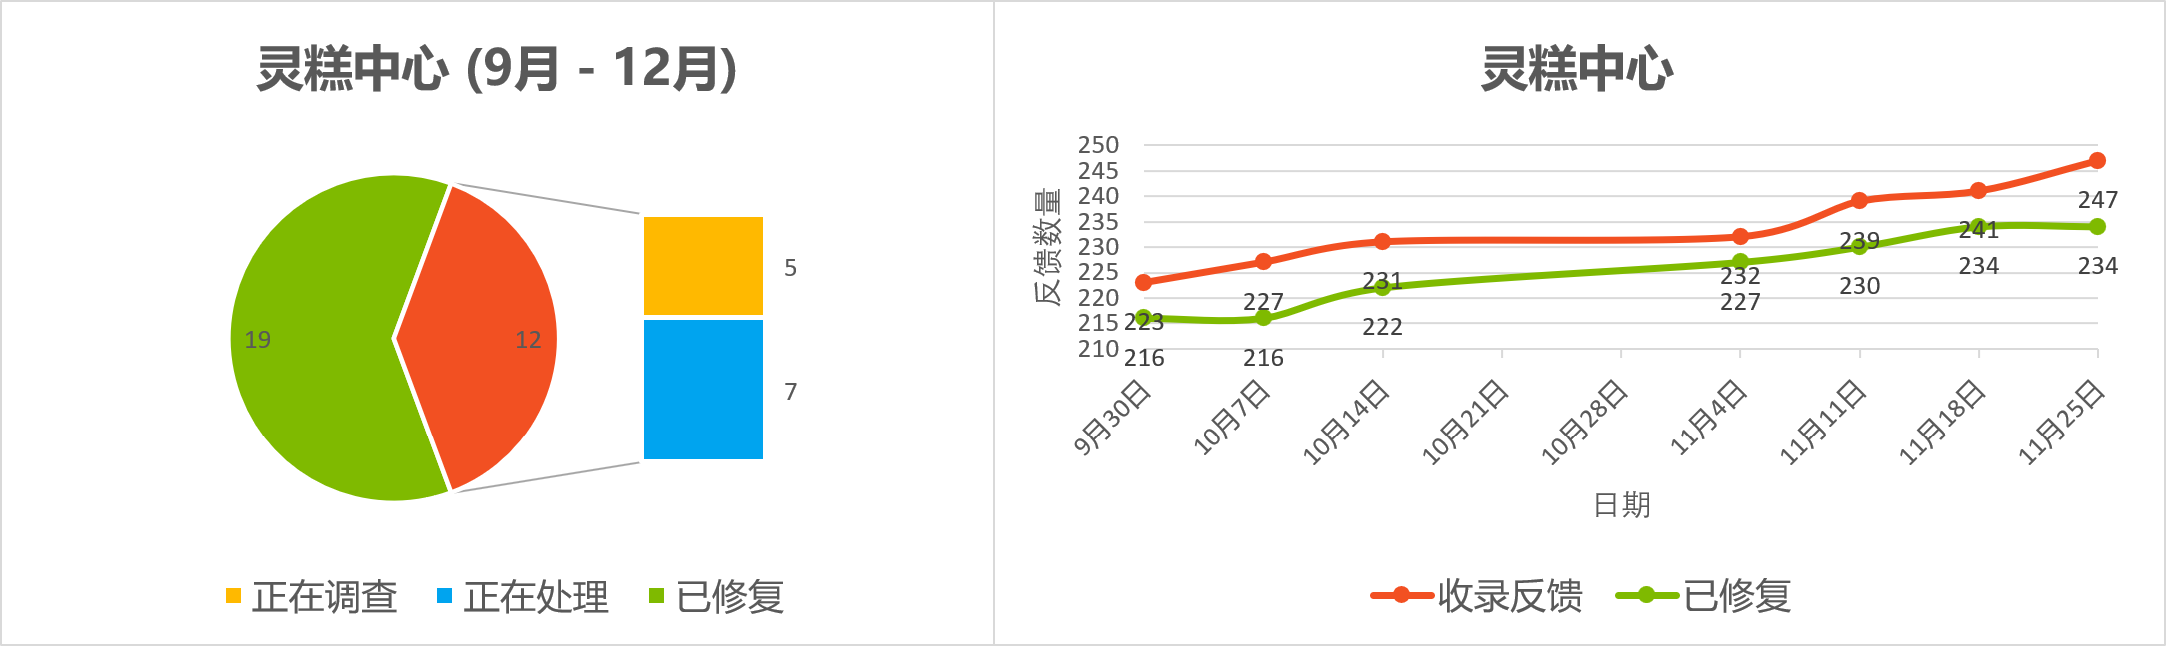 灵糕中心 (9月 - 12月)
19
12
5
7
正在调查
正在处理
已修复
灵糕中心
反馈数量
250
245
240
235
230
225
220
215
210
223
227
231
232
239
241
247
216
216
222
227
230
234
234
9月30日
10月7日
10月14日
10月21日
10月28日
11月4日
11月11日
11月18日
11月25日
日期
收录反馈
已修复